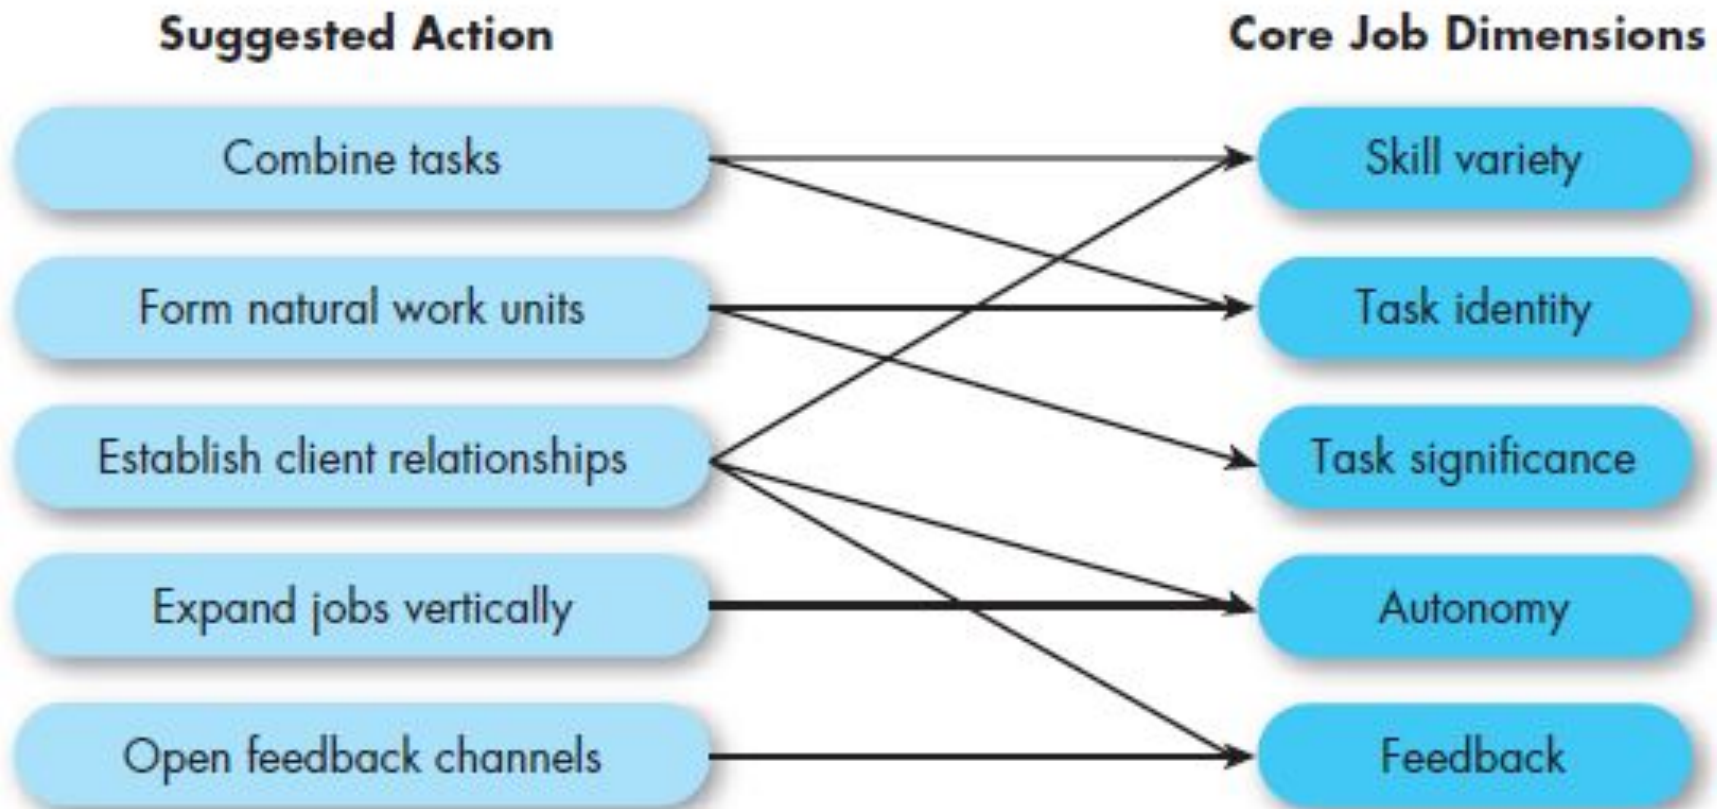 Suggested Action
Core Job Dimensions
Combine tasks
Skill variety
Form natural work units
Task identity
Establish client relationships
Task significance
Expand jobs vertically
Autonomy
Open feedback channels
Feedback